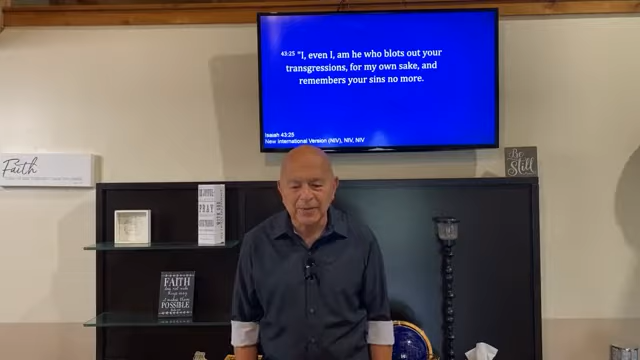 43:25 "I, even I, am he who blots out your
transgressions, for my own sake, and
remembers your sins no more.
Isaiah 43:25
New International Version (NIV), NIV, NIV
Faith
Be
Still
PRAY
FAITH
POSSIBLE